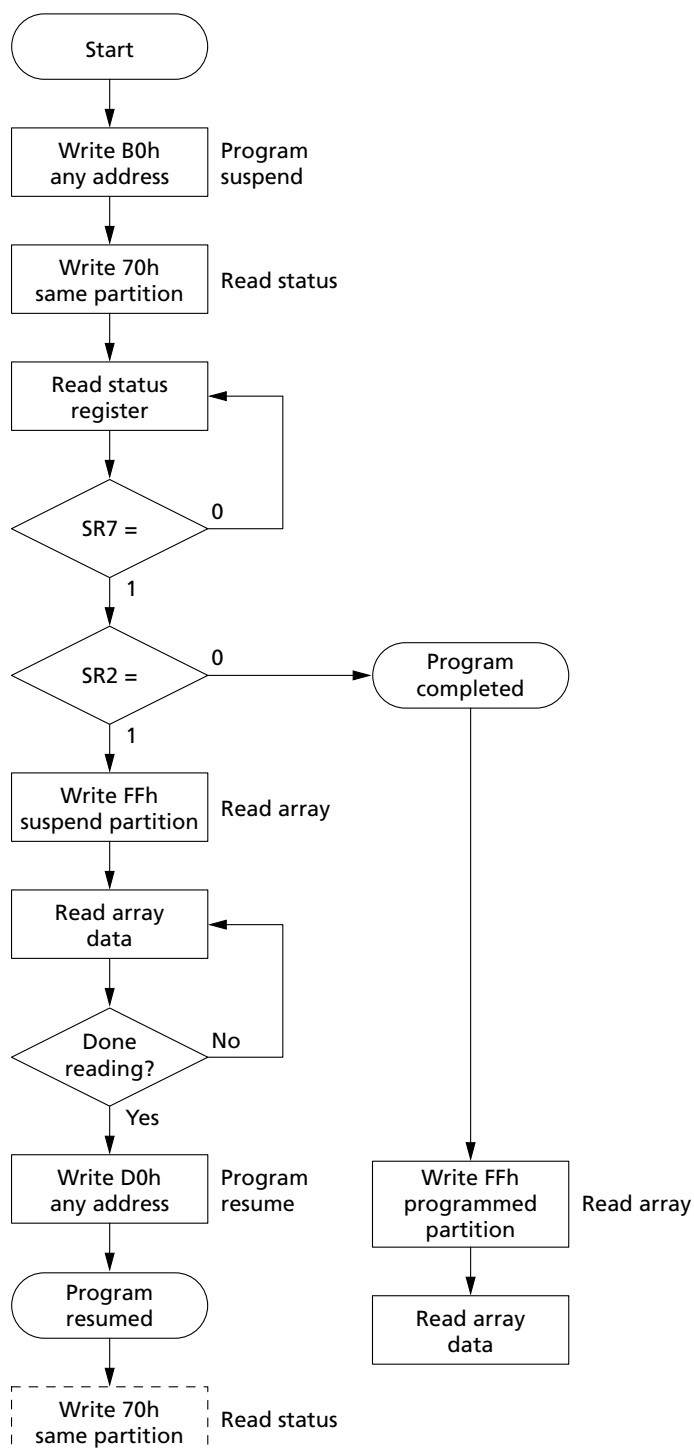 Start
Write B0h
any address
Program
suspend
Write 70h
same partition
Read status
Read status
register
SR7 =
0
1
SR2 =
0
1
Program
completed
Write FFh
suspend partition
Read array
Read array
data
Done
reading?
No
Yes
Write D0h
any address
Program
resume
Write FFh
programmed
partition
Read array
Program
resumed
Read array
data
Write 70h
same partition
Read status